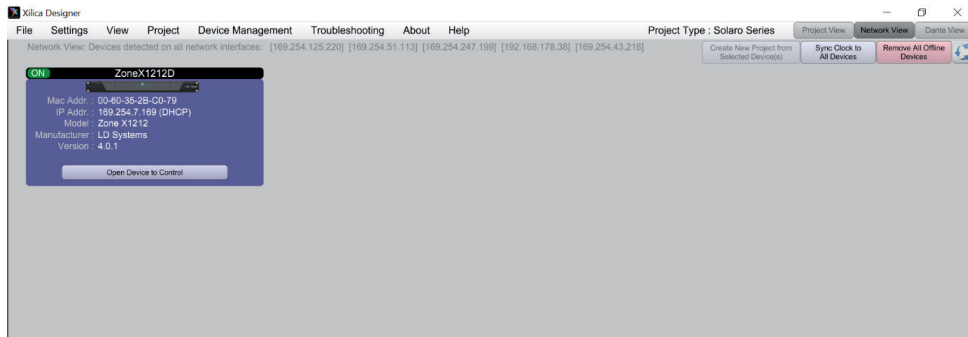 Xilica Designer
File Settings View Project Device Management Troubleshooting About Help Project Type : Solaro Series Project View Network View Dante View
Network View: Devices detected on all network interfaces: [169.254.125.220] [169.254.51.113] [169.254.247.199] [192.168.178.38] [169.254.43.218]
Create New Project from
Selected Device(s)
Sync Clock to
All Devices
Remove All Offline
Devices
ON ZoneX1212D
Mac Addr. : 00-60-35-2B-C0-79
IP Addr. : 169.254.7.169 (DHCP)
Model : Zone X1212
Manufacturer : LD Systems
Version : 4.0.1
Open Device to Control